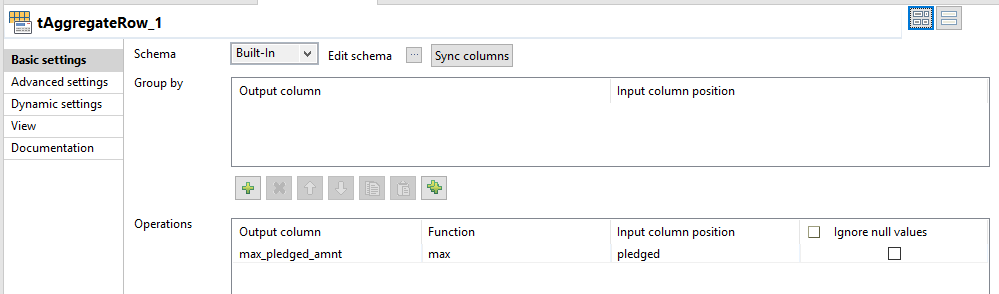 tAggregateRow_1
Basic settings
Advanced settings
Dynamic settings
View
Documentation
Schema Built-In Edit schema ... Sync columns
Group by
Output column Input column position
Operations
Output column Function Input column position Ignore null values
max_pledged_amnt max pledged